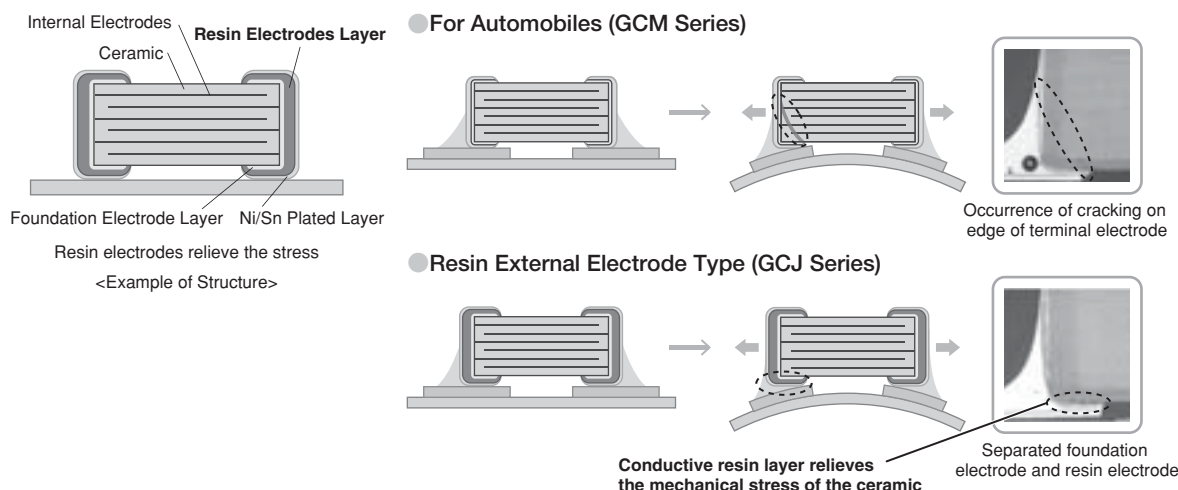 Internal Electrodes
Resin Electrodes Layer
Ceramic
Foundation Electrode Layer
Ni/Sn Plated Layer
Resin electrodes relieve the stress
<Example of Structure>
For Automobiles (GCM Series)
Occurrence of cracking on
edge of terminal electrode
Resin External Electrode Type (GCJ Series)
Conductive resin layer relieves
the mechanical stress of the ceramic
Separated foundation
electrode and resin electrode